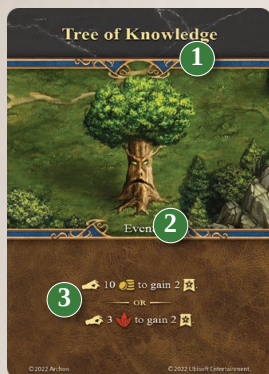 Tree of Knowledge
1
Even
2
3
10 to gain 2 .
OR
3 to gain 2 .
©2022 Archon
©2022 Ubisoft Entertainment.